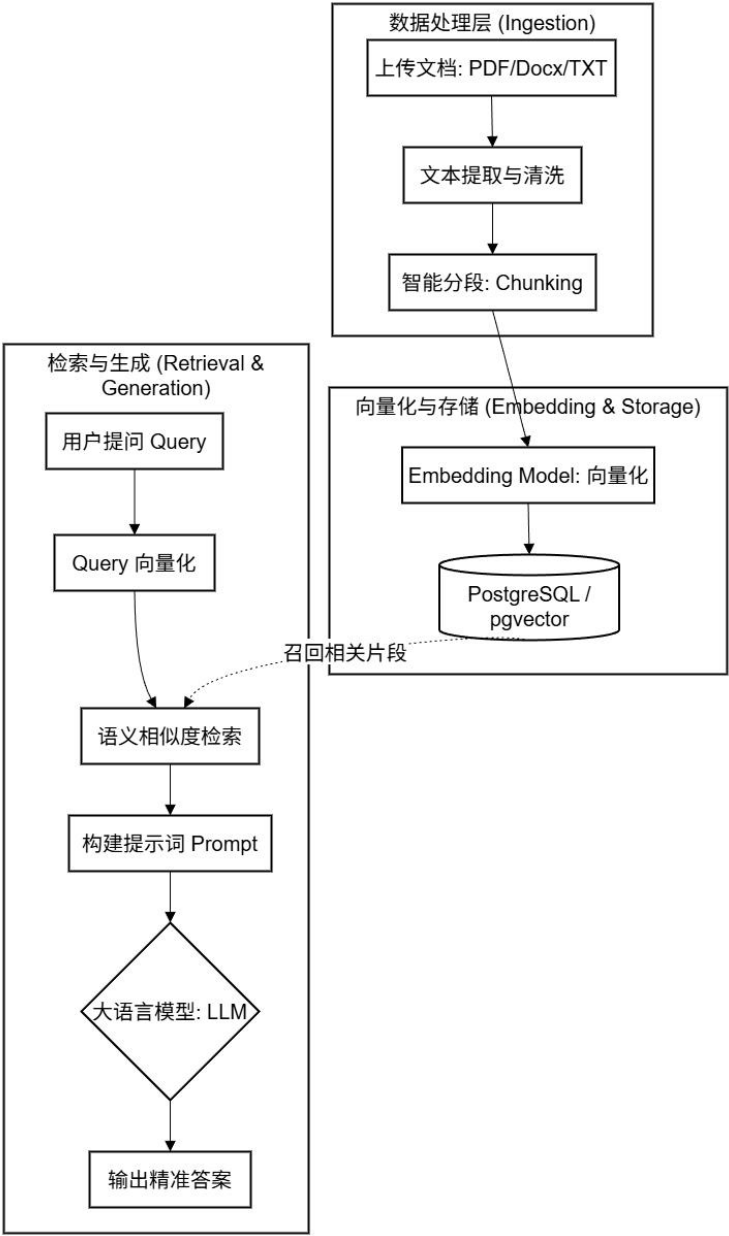 数据处理层 (Ingestion)
上传文档: PDF/Docx/TXT
文本提取与清洗
智能分段: Chunking
向量化与存储 (Embedding & Storage)
Embedding Model: 向量化
PostgreSQL /
pgvector
召回相关片段
检索与生成 (Retrieval &
Generation)
用户提问 Query
Query 向量化
语义相似度检索
构建提示词 Prompt
大语言模型: LLM
输出精准答案